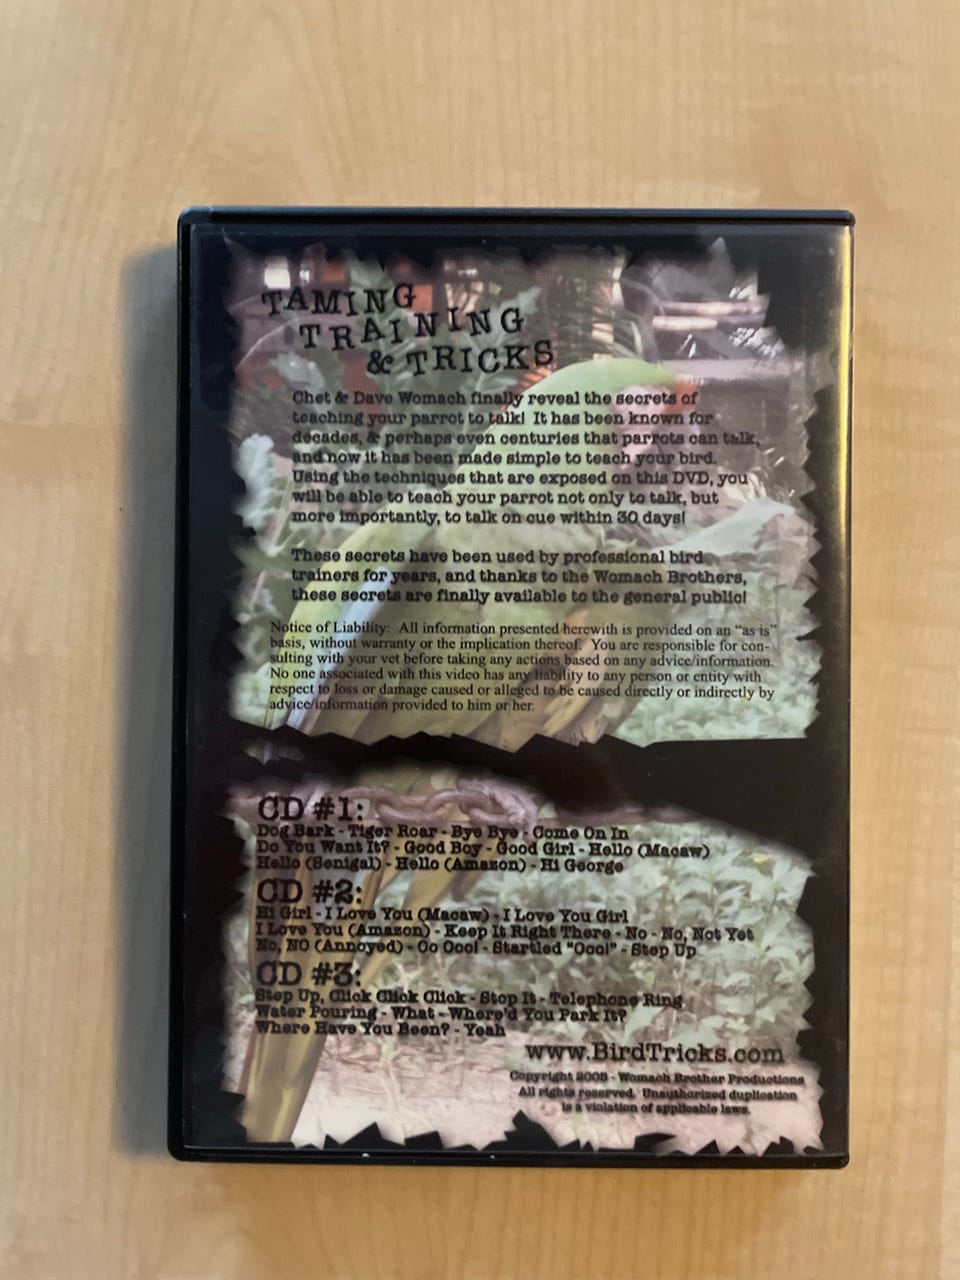 TAMING
TRAINING
& TRICKS
Chet & Dave Womach finally reveal the secrets of
teaching your parrot to talk! It has been known for
decades, & perhaps even centuries that parrots can talk,
and now it has been made simple to teach your bird.
Using the techniques that are exposed on this DVD, you
will be able to teach your parrot not only to talk, but
more importantly, to talk on cue within 30 days!
These secrets have been used by professional bird
trainers for years, and thanks to the Womach Brothers,
these secrets are finally available to the general public!
Notice of Liability: All information presented herewith is provided on an “as is”
basis, without warranty or the implication thereof. You are responsible for con-
sulting with your vet before taking any actions based on any advice/information.
No one associated with this video has any liability to any person or entity with
respect to loss or damage caused or alleged to be caused directly or indirectly by
advice/information provided to him or her.
CD #1:
Dog Bark - Tiger Roar - Bye Bye - Come On In
Do You Want It? - Good Boy - Good Girl - Hello (Macaw)
Hello (Senigal) - Hello (Amazon) - Hi George
CD #2:
Hi Girl - I Love You (Macaw) - I Love You Girl
I Love You (Amazon) - Keep It Right There - No - No, Not Yet
No, NO (Annoyed) - Oo Ooo! - Startled "Ooo!" - Step Up
CD #3:
Step Up, Click Click Click - Stop It - Telephone Ring
Water Pouring - What - Where'd You Park It?
Where Have You Been? - Yeah
www.BirdTricks.com
Copyright 2005 - Womach Brother Productions
All rights reserved. Unauthorized duplication
is a violation of applicable laws.